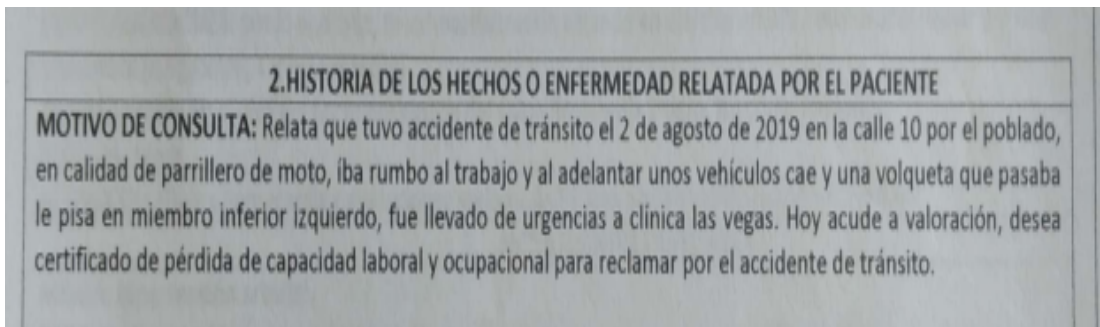 2.HISTORIA DE LOS HECHOS O ENFERMEDAD RELATADA POR EL PACIENTE
MOTIVO DE CONSULTA: Relata que tuvo accidente de tránsito el 2 de agosto de 2019 en la calle 10 por el poblado,
en calidad de parrillero de moto, iba rumbo al trabajo y al adelantar unos vehículos cae y una volqueta que pasaba
le pisa en miembro inferior izquierdo, fue llevado de urgencias a clínica las vegas. Hoy acude a valoración, desea
certificado de pérdida de capacidad laboral y ocupacional para reclamar por el accidente de tránsito.